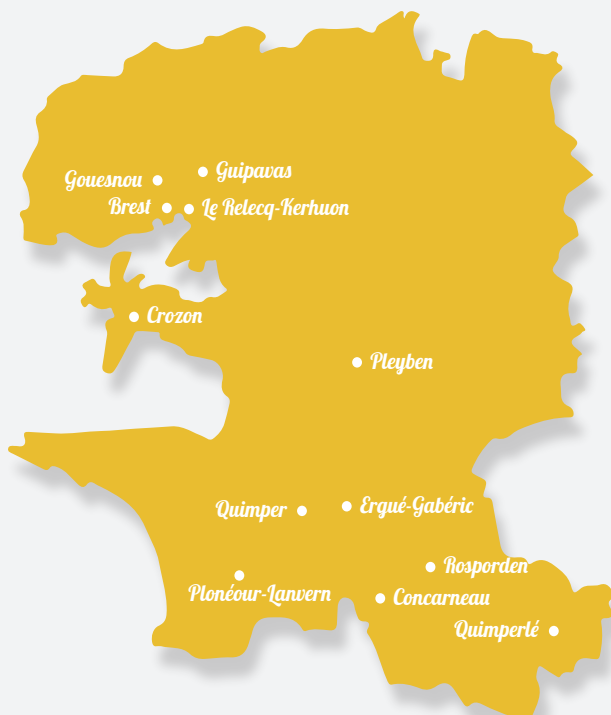 Guipavas
Gouesnou
Brest
Le Relecq-Kerhuon
Crozon
Pleyben
Quimper
Ergué-Gabéric
Rosporden
Plonéour-Lanvern
Concarneau
Quimperlé